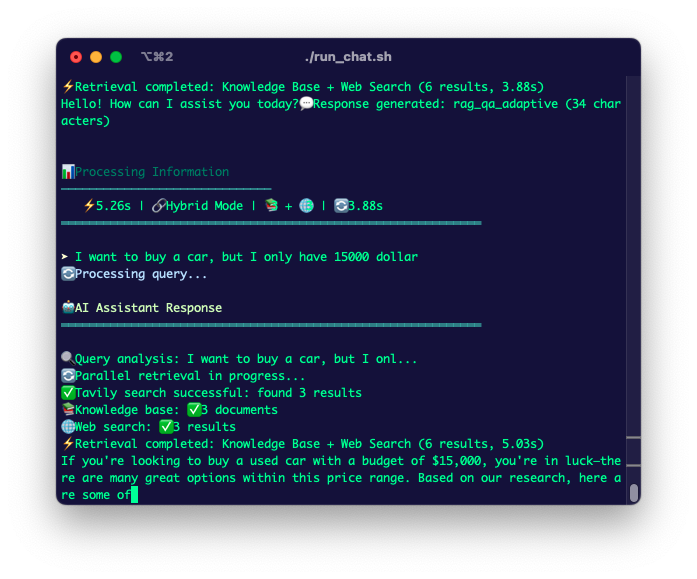 ⌥⌘2 ./run_chat.sh
⚡Retrieval completed: Knowledge Base + Web Search (6 results, 3.88s)
Hello! How can I assist you today?💬Response generated: rag_qa_adaptive (34 char
acters)
📊Processing Information
⚡5.26s | 🔗Hybrid Mode | 📚 + 🌐 | 🔄3.88s
➤ I want to buy a car, but I only have 15000 dollar
🔄Processing query...
🤖AI Assistant Response
🔍Query analysis: I want to buy a car, but I onl...
🔄Parallel retrieval in progress...
✅Tavily search successful: found 3 results
📚Knowledge base: ✅3 documents
🌐Web search: ✅3 results
⚡Retrieval completed: Knowledge Base + Web Search (6 results, 5.03s)
If you're looking to buy a used car with a budget of $15,000, you're in luck—the
re are many great options within this price range. Based on our research, here a
re some of